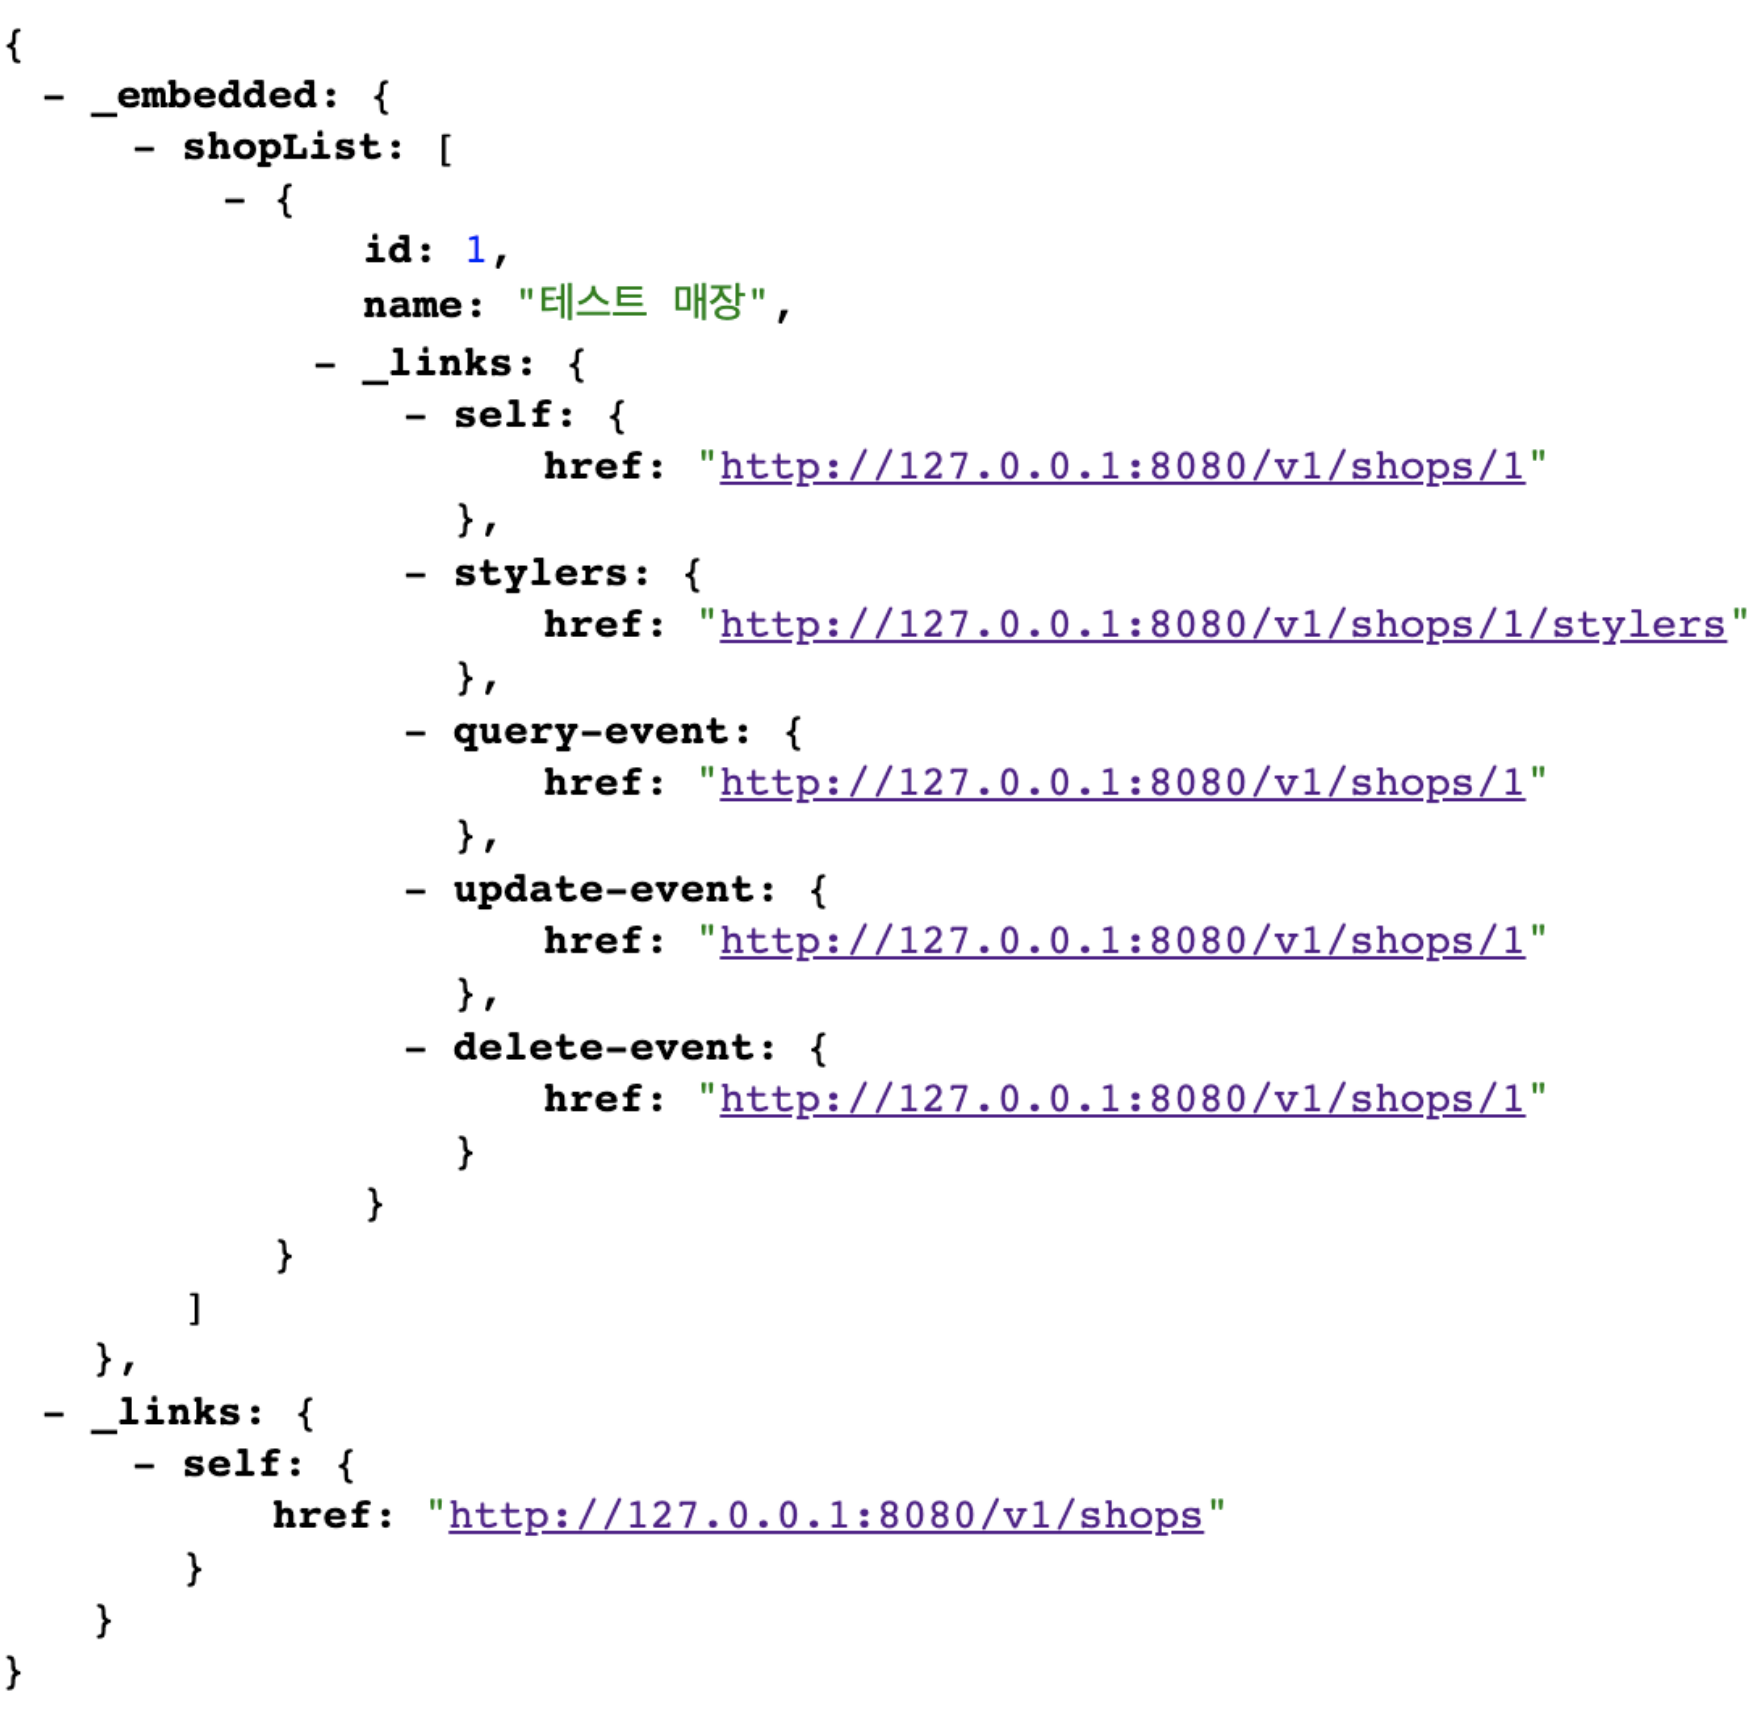 {
- _embedded: {
- shopList: [
- {
id: 1,
name: "테스트 매장",
- _links: {
- self: {
href: "http://127.0.0.1:8080/v1/shops/1"
},
- stylers: {
href: "http://127.0.0.1:8080/v1/shops/1/stylers"
},
- query-event: {
href: "http://127.0.0.1:8080/v1/shops/1"
},
- update-event: {
href: "http://127.0.0.1:8080/v1/shops/1"
},
- delete-event: {
href: "http://127.0.0.1:8080/v1/shops/1"
}
}
}
]
},
- _links: {
- self: {
href: "http://127.0.0.1:8080/v1/shops"
}
}
}